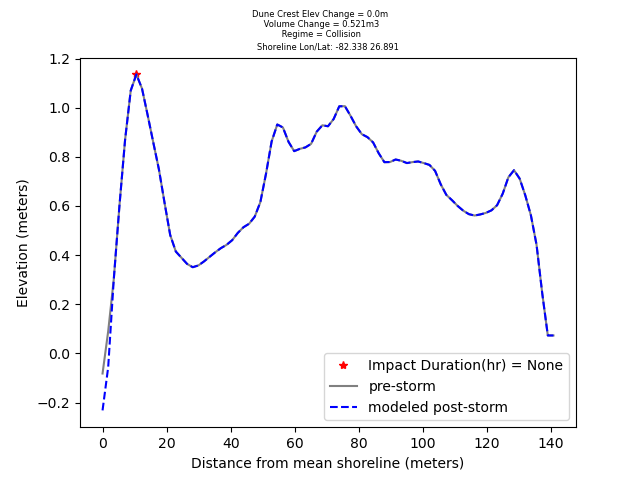 Dune Crest Elev Change = 0.0m
Volume Change = 0.521m3
Regime = Collision
Shoreline Lon/Lat: -82.338 26.891
1.2
1.0
0.8
0.6
0.4
0.2
0.0
−0.2
Elevation (meters)
Impact Duration(hr) = None
pre-storm
modeled post-storm
0 20 40 60 80 100 120 140
Distance from mean shoreline (meters)